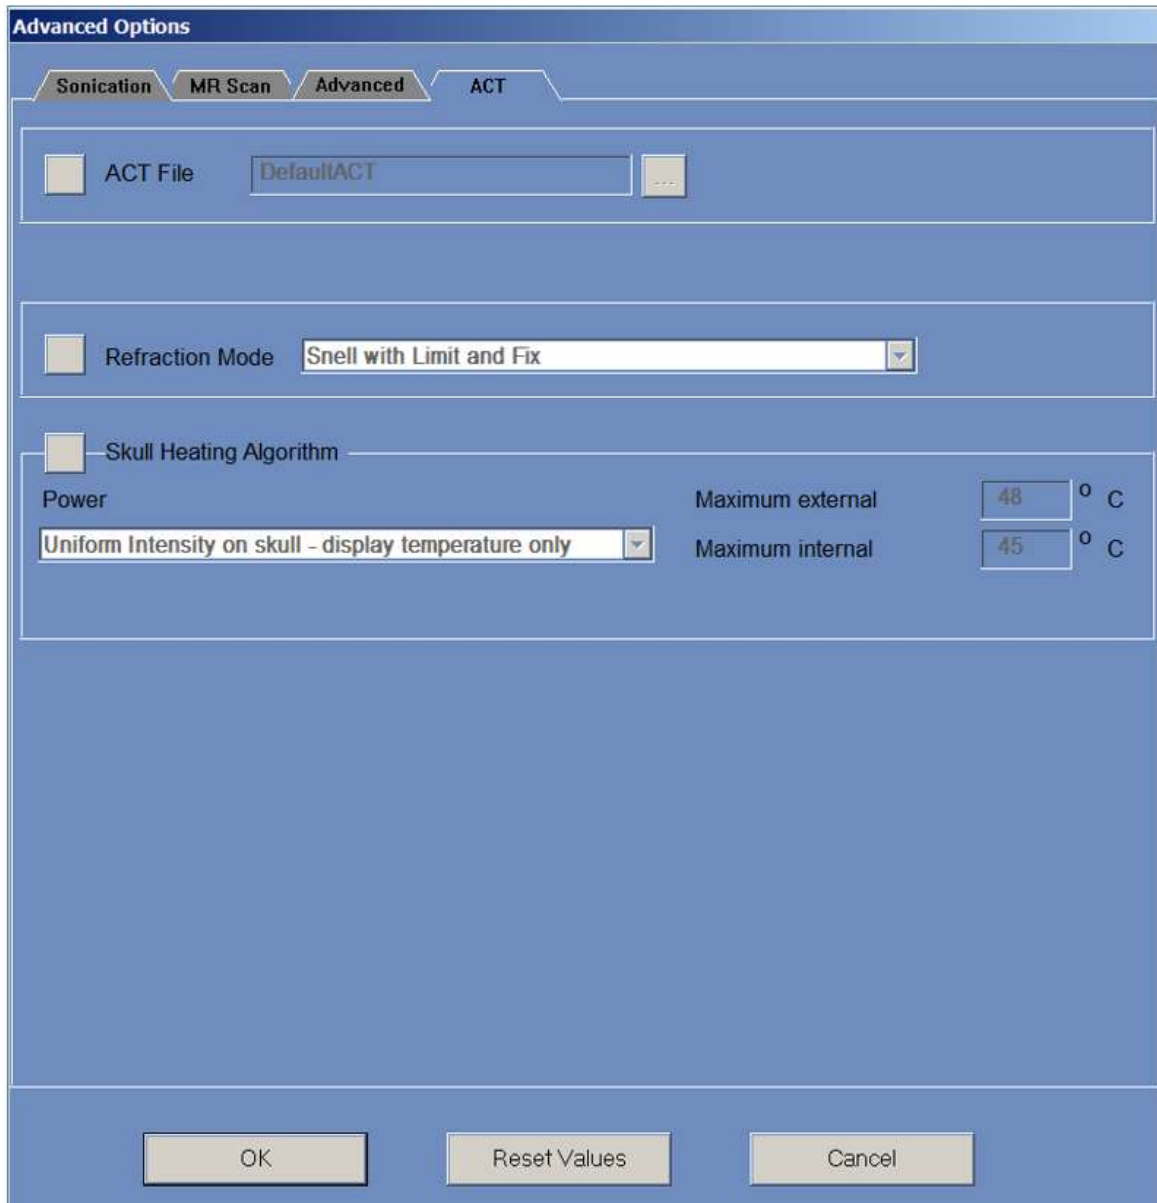 Advanced Options
Sonication MR Scan Advanced ACT
ACT File DefaultACT ...
Refraction Mode Snell with Limit and Fix
Skull Heating Algorithm
Power Maximum external 48 o C
Uniform Intensity on skull - display temperature only Maximum internal 45 o C
OK Reset Values Cancel